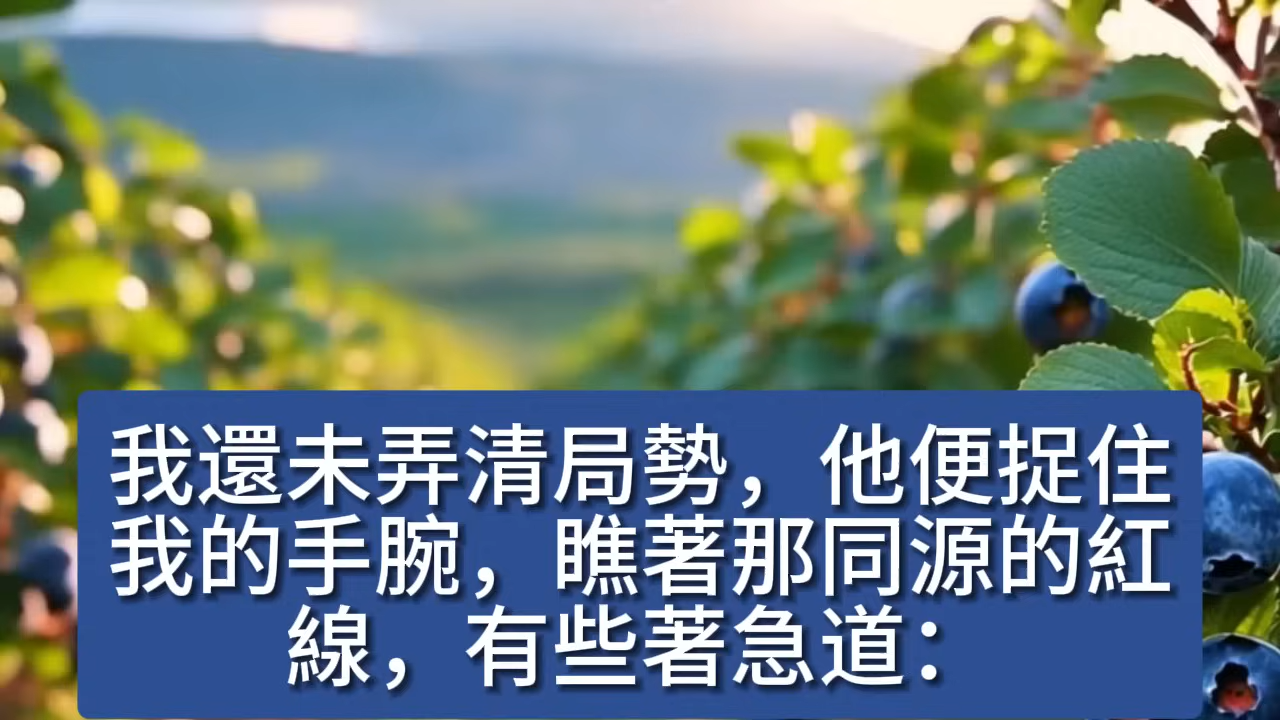 我還未弄清局勢，他便捉住
我的手腕，瞧著那同源的紅
線，有些著急道：